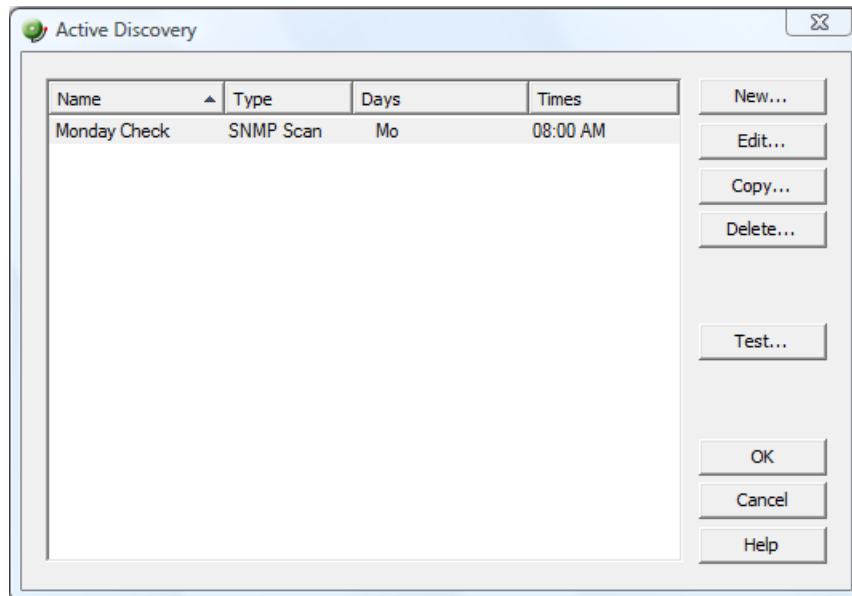 Active Discovery
Name Type Days Times
Monday Check SNMP Scan Mo 08:00 AM
New...
Edit...
Copy...
Delete...
Test...
OK
Cancel
Help